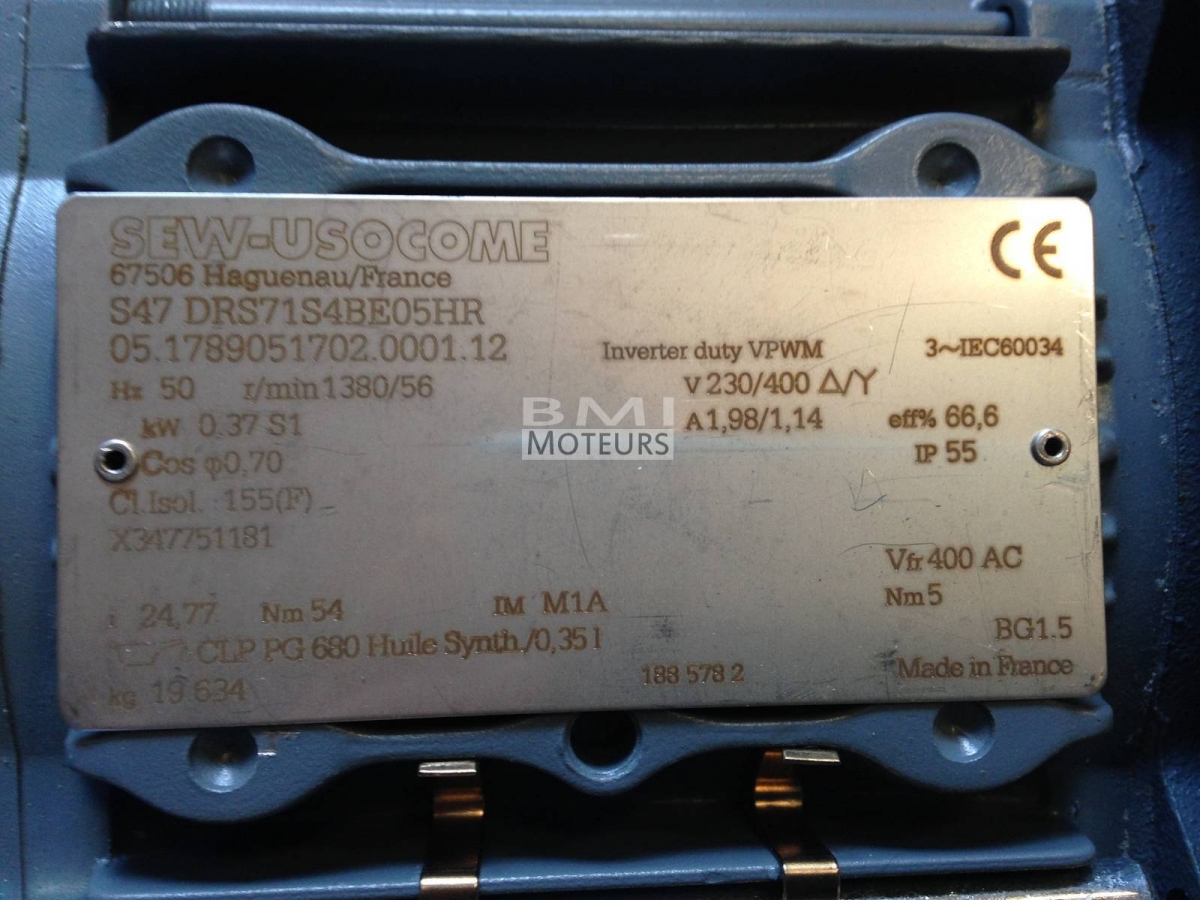 SEW-USOCOME CE
67506 Haguenau/France
S47 DRS71S4BE05HR
05.1789051702.0001.12 Inverter duty VPWM 3~IEC60034
Hz 50 r/min 1380/56 V 230/400 Δ/Y
kW 0.37 S1 A 1,98/1,14 eff% 66,6
BMI
MOTEURS
Cos φ0,70 IP 55
Cl.Isol. 155(F)
X347751181
Vfr 400 AC
i 24,77 Nm 54 IM M1A Nm 5
CLP PG 680 Huile Synth./0,35 l BG1.5
kg 19.634 188 578 2 Made in France